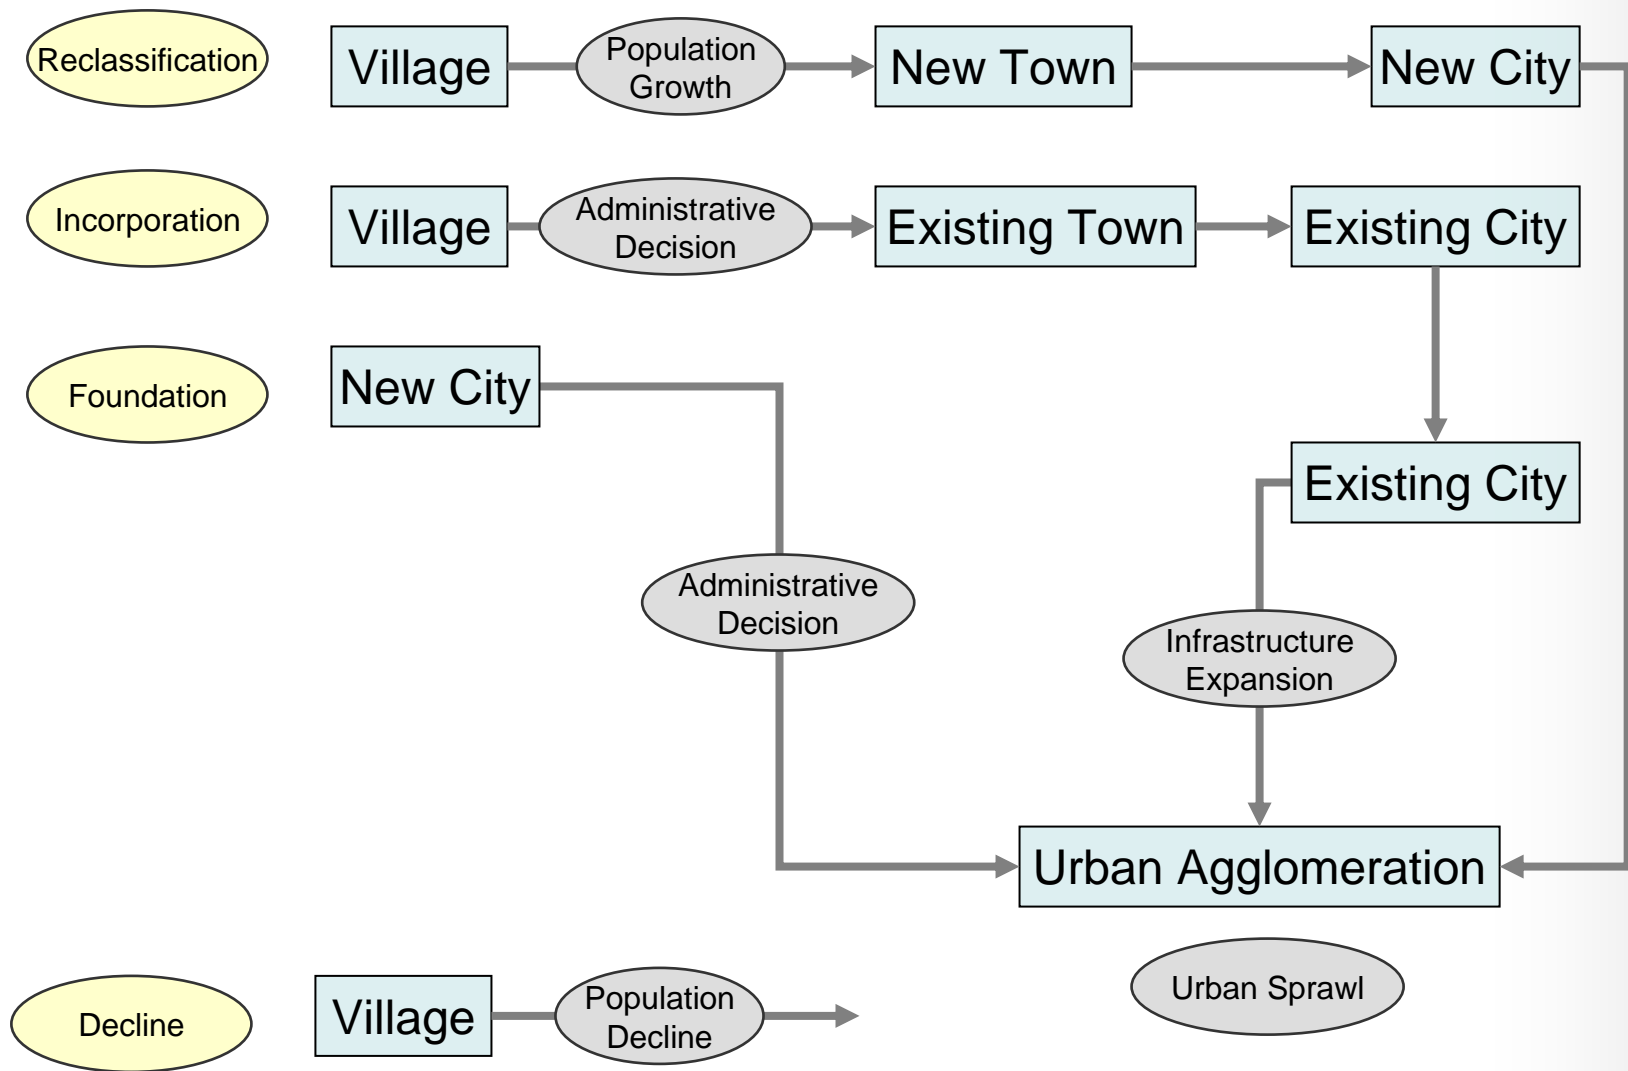 Reclassification
Village
Population
Growth
New Town
New City
Incorporation
Village
Administrative
Decision
Existing Town
Existing City
Foundation
New City
Existing City
Administrative
Decision
Infrastructure
Expansion
Urban Agglomeration
Urban Sprawl
Decline
Village
Population
Decline